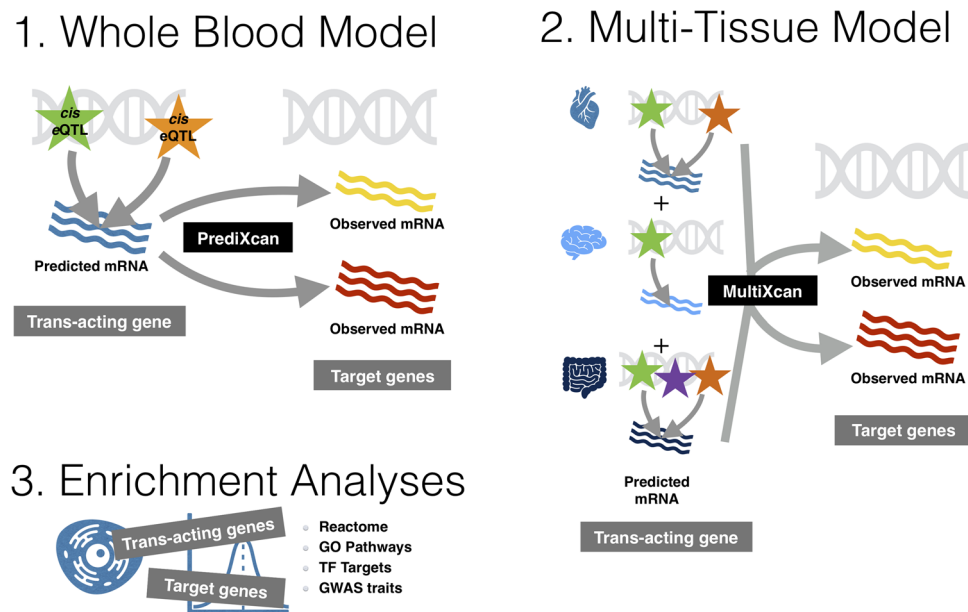 1. Whole Blood Model
cis
eQTL
cis
eQTL
Predicted mRNA
PrediXcan
Observed mRNA
Observed mRNA
Trans-acting gene
Target genes
2. Multi-Tissue Model
+
+
MultiXcan
Observed mRNA
Observed mRNA
Target genes
Predicted
mRNA
Trans-acting gene
3. Enrichment Analyses
Trans-acting genes
Target genes
Reactome
GO Pathways
TF Targets
GWAS traits